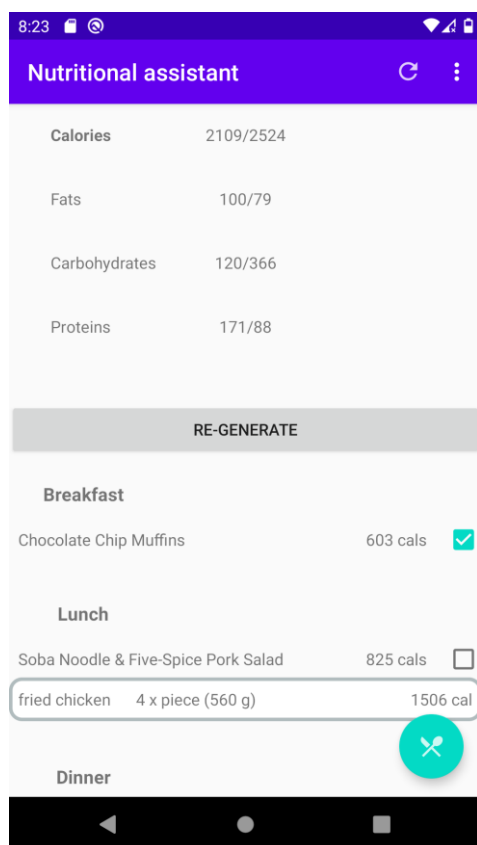 8:23
Nutritional assistant
Calories 2109/2524
Fats 100/79
Carbohydrates 120/366
Proteins 171/88
RE-GENERATE
Breakfast
Chocolate Chip Muffins 603 cals
Lunch
Soba Noodle & Five-Spice Pork Salad 825 cals
fried chicken 4 x piece (560 g) 1506 cal
Dinner